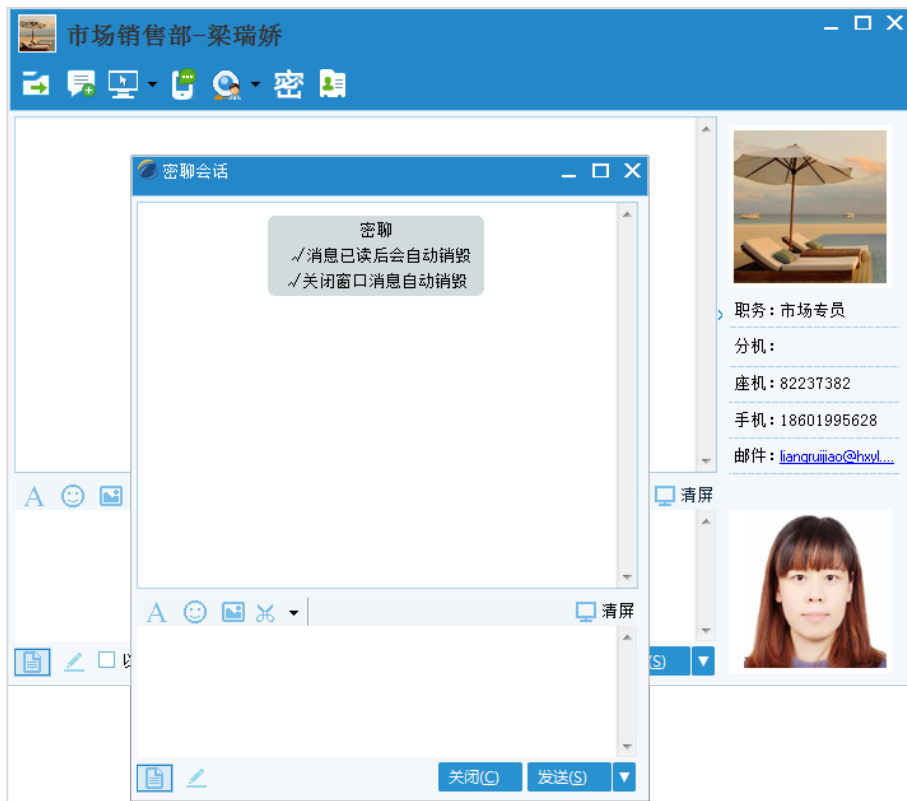 市场销售部-梁瑞娇
密
密聊会话
密聊
✓消息已读后会自动销毁
✓关闭窗口消息自动销毁
职务：市场专员
分机：
座机：82237382
手机：18601995628
邮件：liangruijiao@hxyl....
A
清屏
A
清屏
(S)
关闭(C)
发送(S)